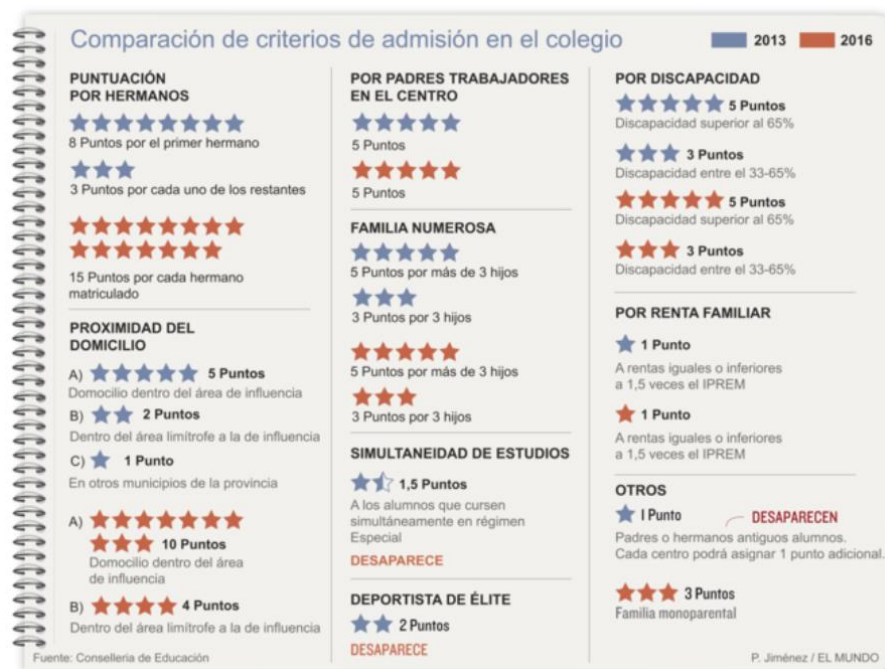 Comparación de criterios de admisión en el colegio
2013
2016
PUNTUACIÓN
POR HERMANOS
8 Puntos por el primer hermano
3 Puntos por cada uno de los restantes
15 Puntos por cada hermano
matriculado
PROXIMIDAD DEL
DOMICILIO
A) 5 Puntos
Domocilio dentro del área de influencia
B) 2 Puntos
Dentro del área limítrofe a la de influencia
C) 1 Punto
En otros municipios de la provincia
A)
10 Puntos
Domocilio dentro del área
de influencia
B) 4 Puntos
Dentro del área limítrofe a la de influencia
POR PADRES TRABAJADORES
EN EL CENTRO
5 Puntos
5 Puntos
FAMILIA NUMEROSA
5 Puntos por más de 3 hijos
3 Puntos por 3 hijos
5 Puntos por más de 3 hijos
3 Puntos por 3 hijos
SIMULTANEIDAD DE ESTUDIOS
1,5 Puntos
A los alumnos que cursen
simultáneamente en régimen
Especial
DESAPARECE
DEPORTISTA DE ÉLITE
2 Puntos
DESAPARECE
POR DISCAPACIDAD
5 Puntos
Discapacidad superior al 65%
3 Puntos
Discapacidad entre el 33-65%
5 Puntos
Discapacidad superior al 65%
3 Puntos
Discapacidad entre el 33-65%
POR RENTA FAMILIAR
1 Punto
A rentas iguales o inferiores
a 1,5 veces el IPREM
1 Punto
A rentas iguales o inferiores
a 1,5 veces el IPREM
OTROS
I Punto DESAPARECEN
Padres o hermanos antiguos alumnos.
Cada centro podrá asignar 1 punto adicional.
3 Puntos
Familia monoparental
Fuente: Conselleria de Educación
P. Jiménez / EL MUNDO